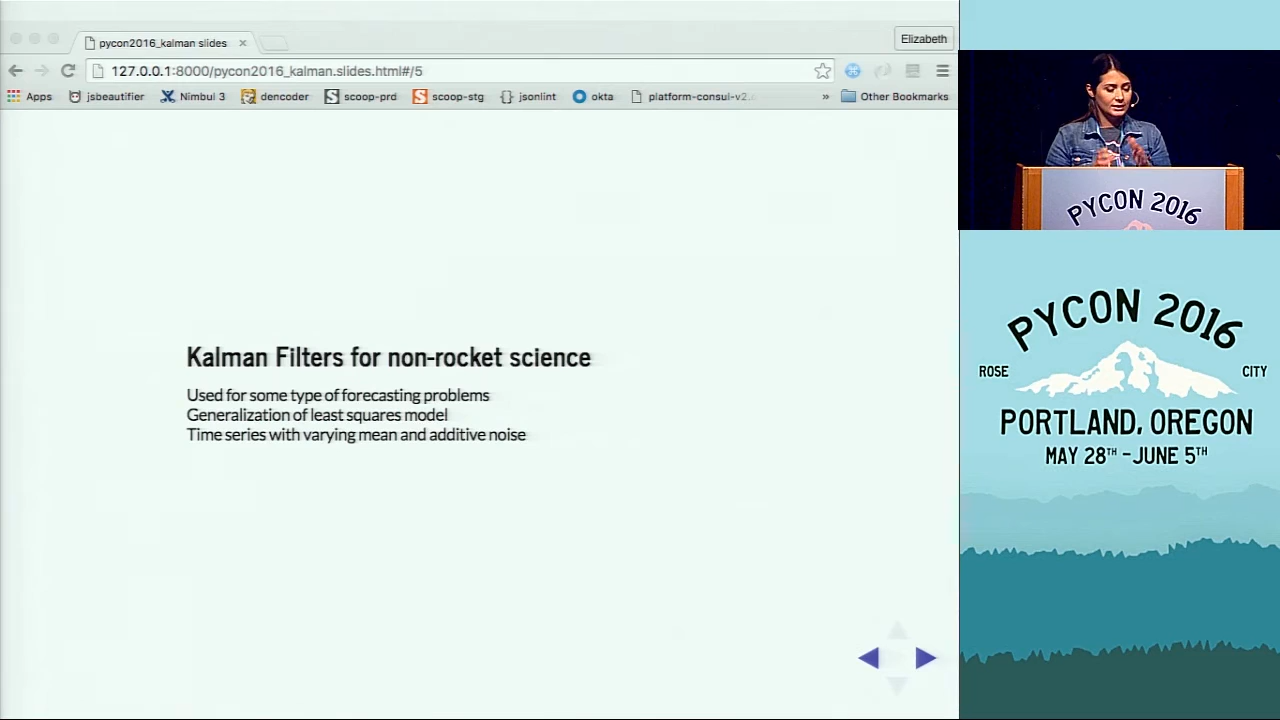 pycon2016_kalman slides
Elizabeth
127.0.0.1:8000/pycon2016_kalman.slides.html#/5
Apps
jsbeautifier
Nimbul 3
dencoder
scoop-prd
scoop-stg
jsonlint
okta
platform-consul-v2.
»
Other Bookmarks
Kalman Filters for non-rocket science
Used for some type of forecasting problems
Generalization of least squares model
Time series with varying mean and additive noise
PYCON 2016
PYCON 2016
ROSE CITY
PORTLAND, OREGON
MAY 28TH - JUNE 5TH